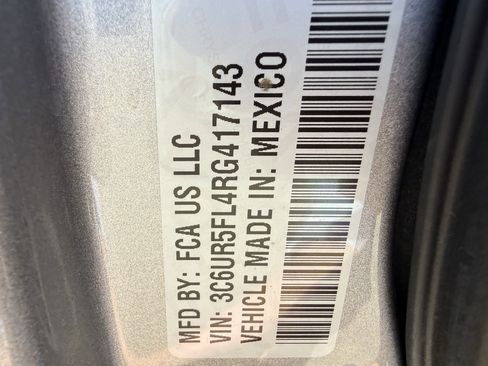 MFD BY: FCA US LLC
VIN: 3C6UR5FL4RG417143
VEHICLE MADE IN: MEXICO